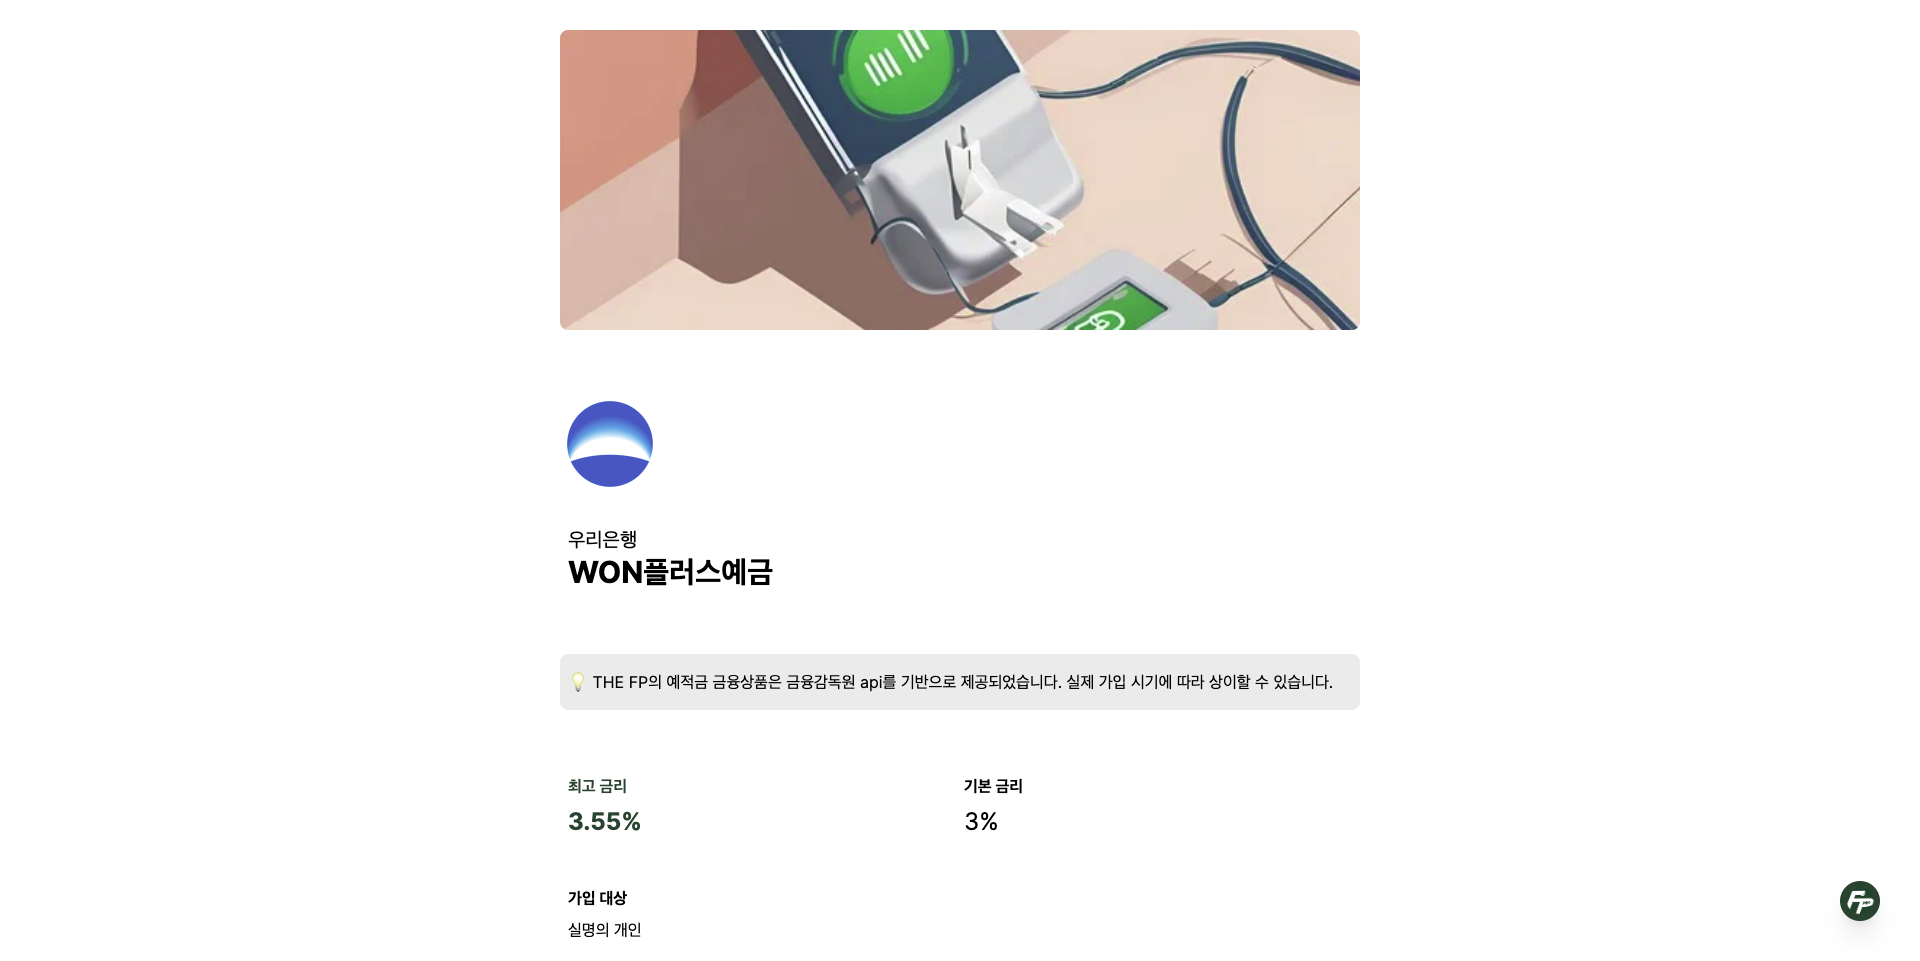 우리은행
WON플러스예금
💡 THE FP의 예적금 금융상품은 금융감독원 api를 기반으로 제공되었습니다. 실제 가입 시기에 따라 상이할 수 있습니다.
최고 금리
기본 금리
3.55%
3%
가입 대상
실명의 개인
FP